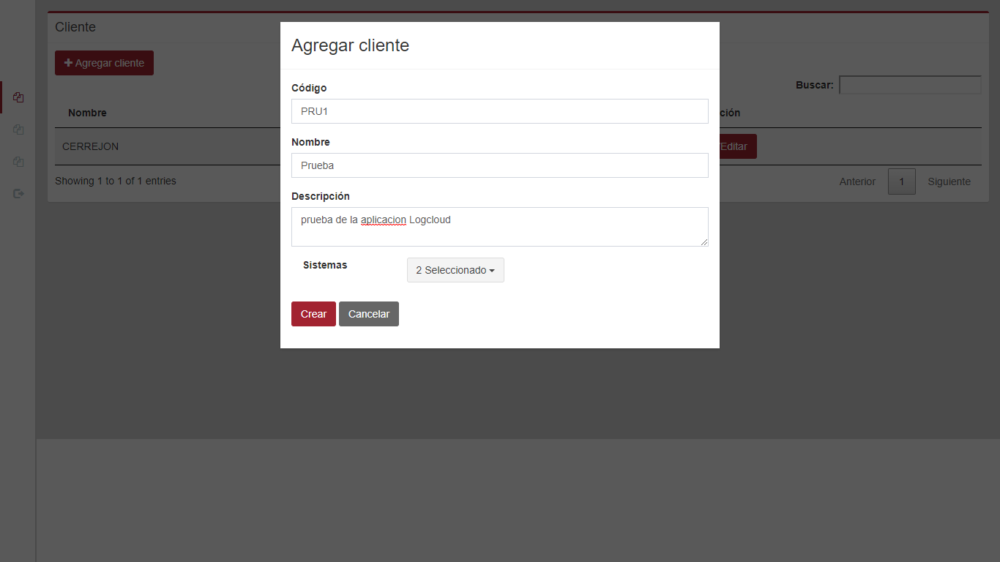 Cliente
Agregar cliente
Buscar:
Nombre
ción
CERREJON
Editar
Showing 1 to 1 of 1 entries
Anterior 1 Siguiente
Agregar cliente
Código
PRU1
Nombre
Prueba
Descripción
prueba de la aplicacion Logcloud
Sistemas 2 Seleccionado
Crear Cancelar